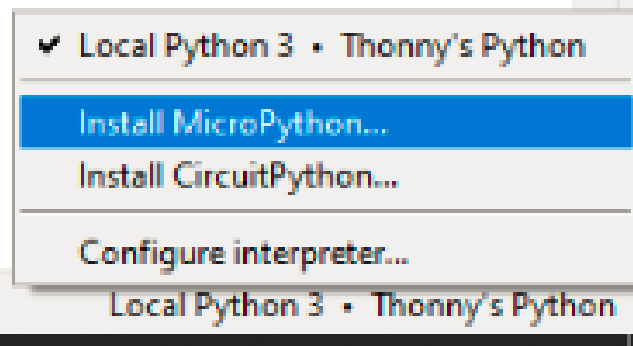 ✔ Local Python 3 • Thonny's Python
Install MicroPython...
Install CircuitPython...
Configure interpreter...
Local Python 3 • Thonny's Python